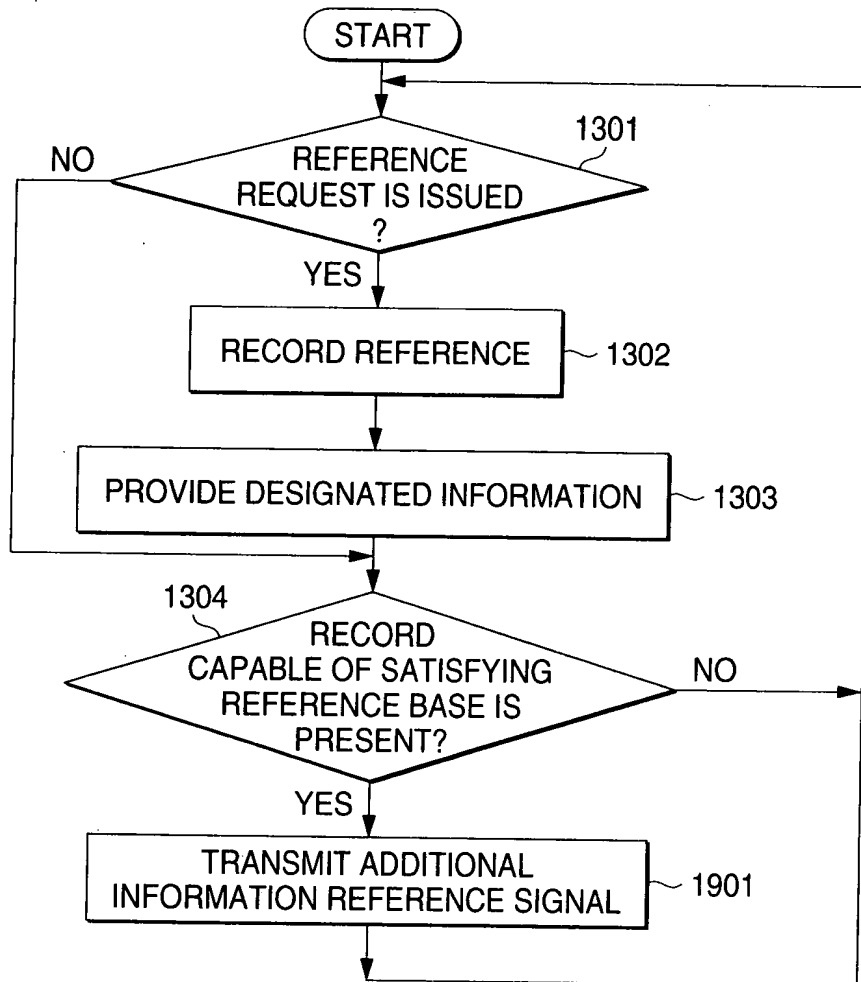 START
1301
NO
REFERENCE
REQUEST IS ISSUED
?
YES
RECORD REFERENCE
1302
PROVIDE DESIGNATED INFORMATION
1303
1304
RECORD
CAPABLE OF SATISFYING
REFERENCE BASE IS
PRESENT?
NO
YES
TRANSMIT ADDITIONAL
INFORMATION REFERENCE SIGNAL
1901